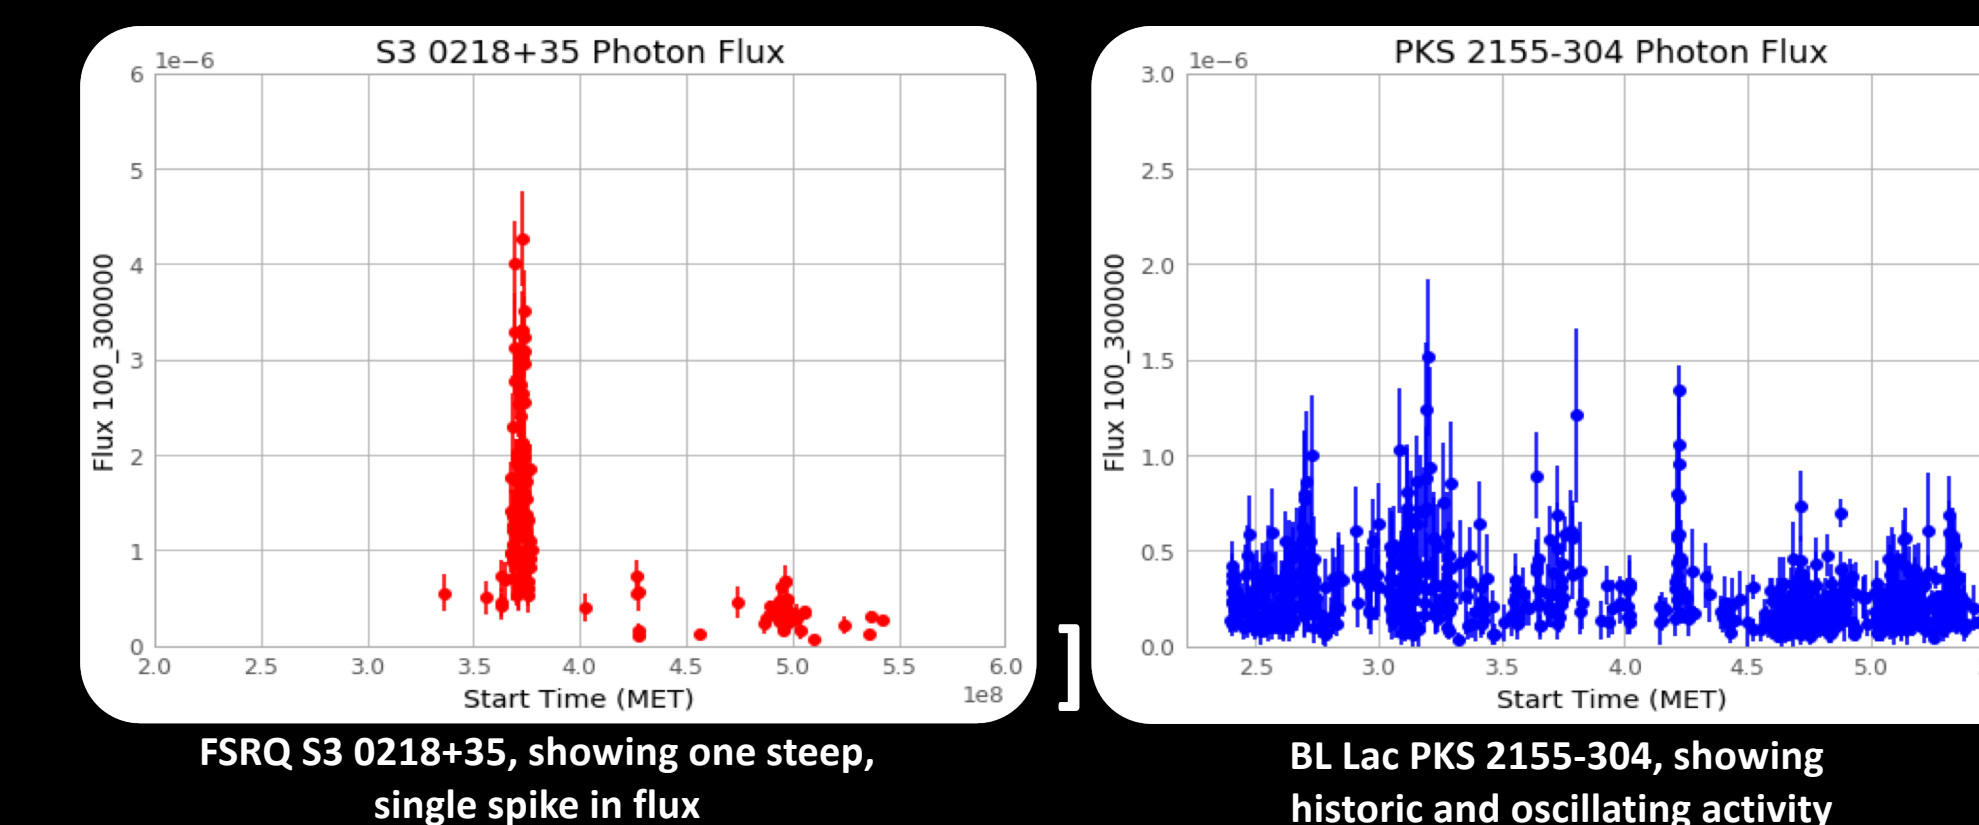 S3 0218+35 Photon Flux
1e−6
6
5
4
3
2
1
0
Flux 100_300000
2.0 2.5 3.0 3.5 4.0 4.5 5.0 5.5 6.0
1e8
Start Time (MET)
FSRQ S3 0218+35, showing one steep,
single spike in flux
]
PKS 2155-304 Photon Flux
1e−6
3.0
2.5
2.0
1.5
1.0
0.5
0.0
Flux 100_300000
2.5 3.0 3.5 4.0 4.5 5.0
Start Time (MET)
BL Lac PKS 2155-304, showing
historic and oscillating activity